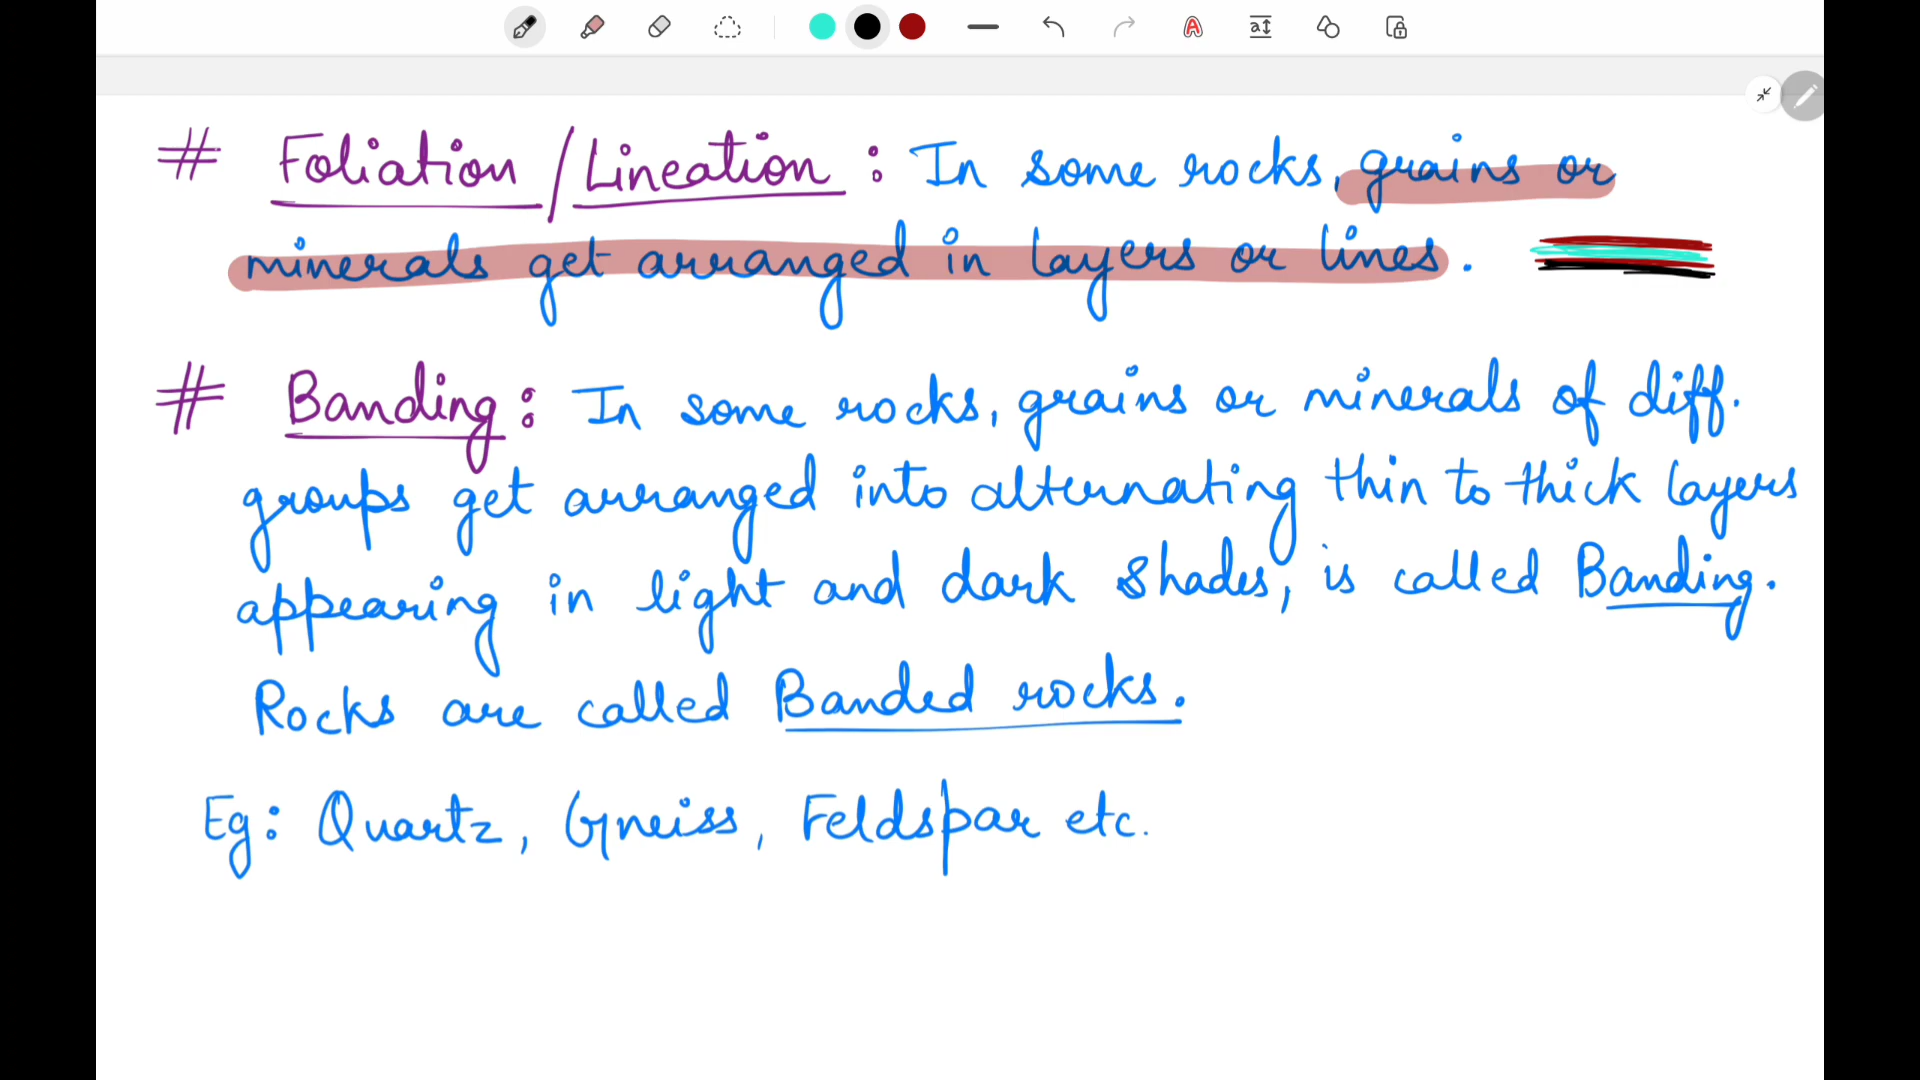 # Foliation/Lineation : In some rocks, grains or
minerals get arranged in layers or lines.
# Banding: In some rocks, grains or minerals of diff.
groups get arranged into alternating thin to thick layers
appearing in light and dark shades, is called Banding.
Rocks are called Banded rocks.
Eg: Quartz, Gneiss, Feldspar etc.